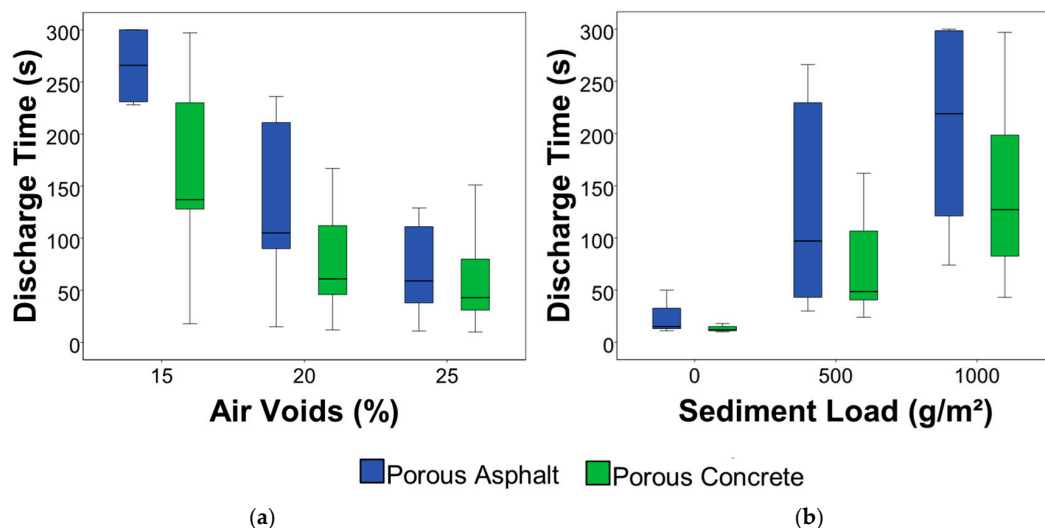 Discharge Time (s)
300
250
200
150
100
50
0
15 20 25
Air Voids (%)
Discharge Time (s)
300
250
200
150
100
50
0
0 500 1000
Sediment Load (g/m²)
Porous Asphalt Porous Concrete
(a) (b)